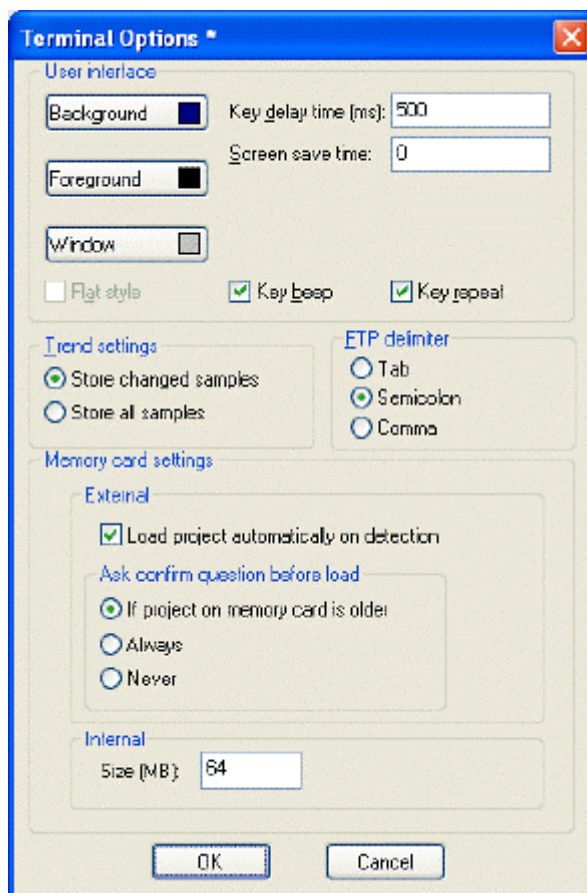 Terminal Options *
User interface
Background
Key delay time (ms): 500
Screen save time: 0
Foreground
Window
Flat style
Key beep
Key repeat
Trend settings
Store changed samples
Store all samples
FTP delimiter
Tab
Semicolon
Comma
Memory card settings
External
Load project automatically on detection
Ask confirm question before load
If project on memory card is older
Always
Never
Internal
Size (MB): 64
OK
Cancel